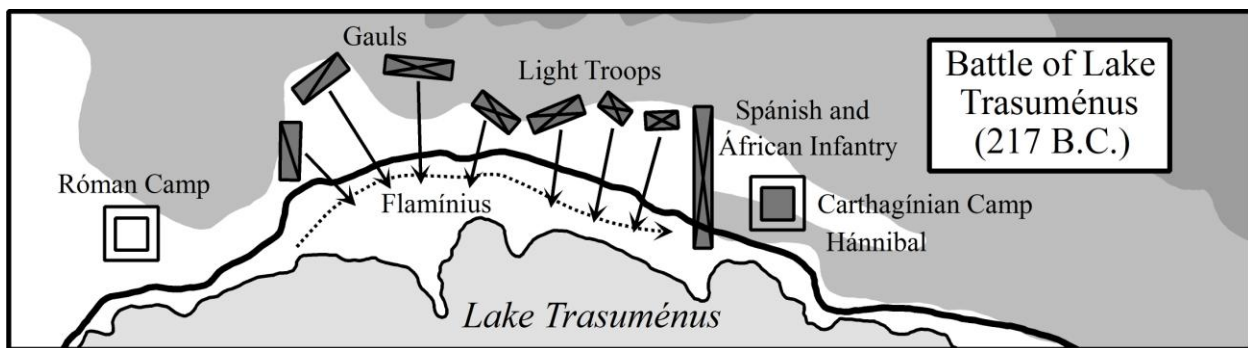 Gauls
Light Troops
Battle of Lake
Trasuménus
(217 B.C.)
Spánish and
Áfrican Infantry
Róman Camp
Flamínius
Carthagínian Camp
Hánnibal
Lake Trasuménus